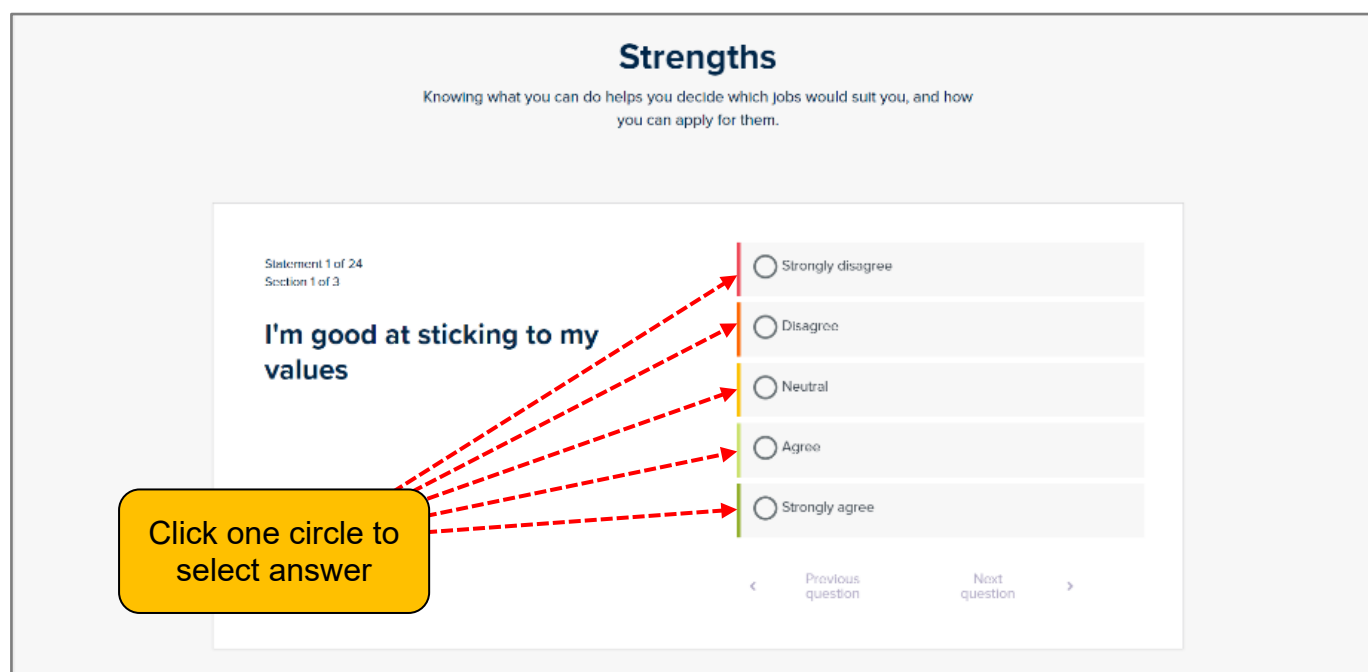 Strengths
Knowing what you can do helps you decide which jobs would suit you, and how
you can apply for them.
Statement 1 of 24
Section 1 of 3
I'm good at sticking to my
values
Strongly disagree
Disagree
Neutral
Agree
Strongly agree
Click one circle to
select answer
Previous
question
Next
question